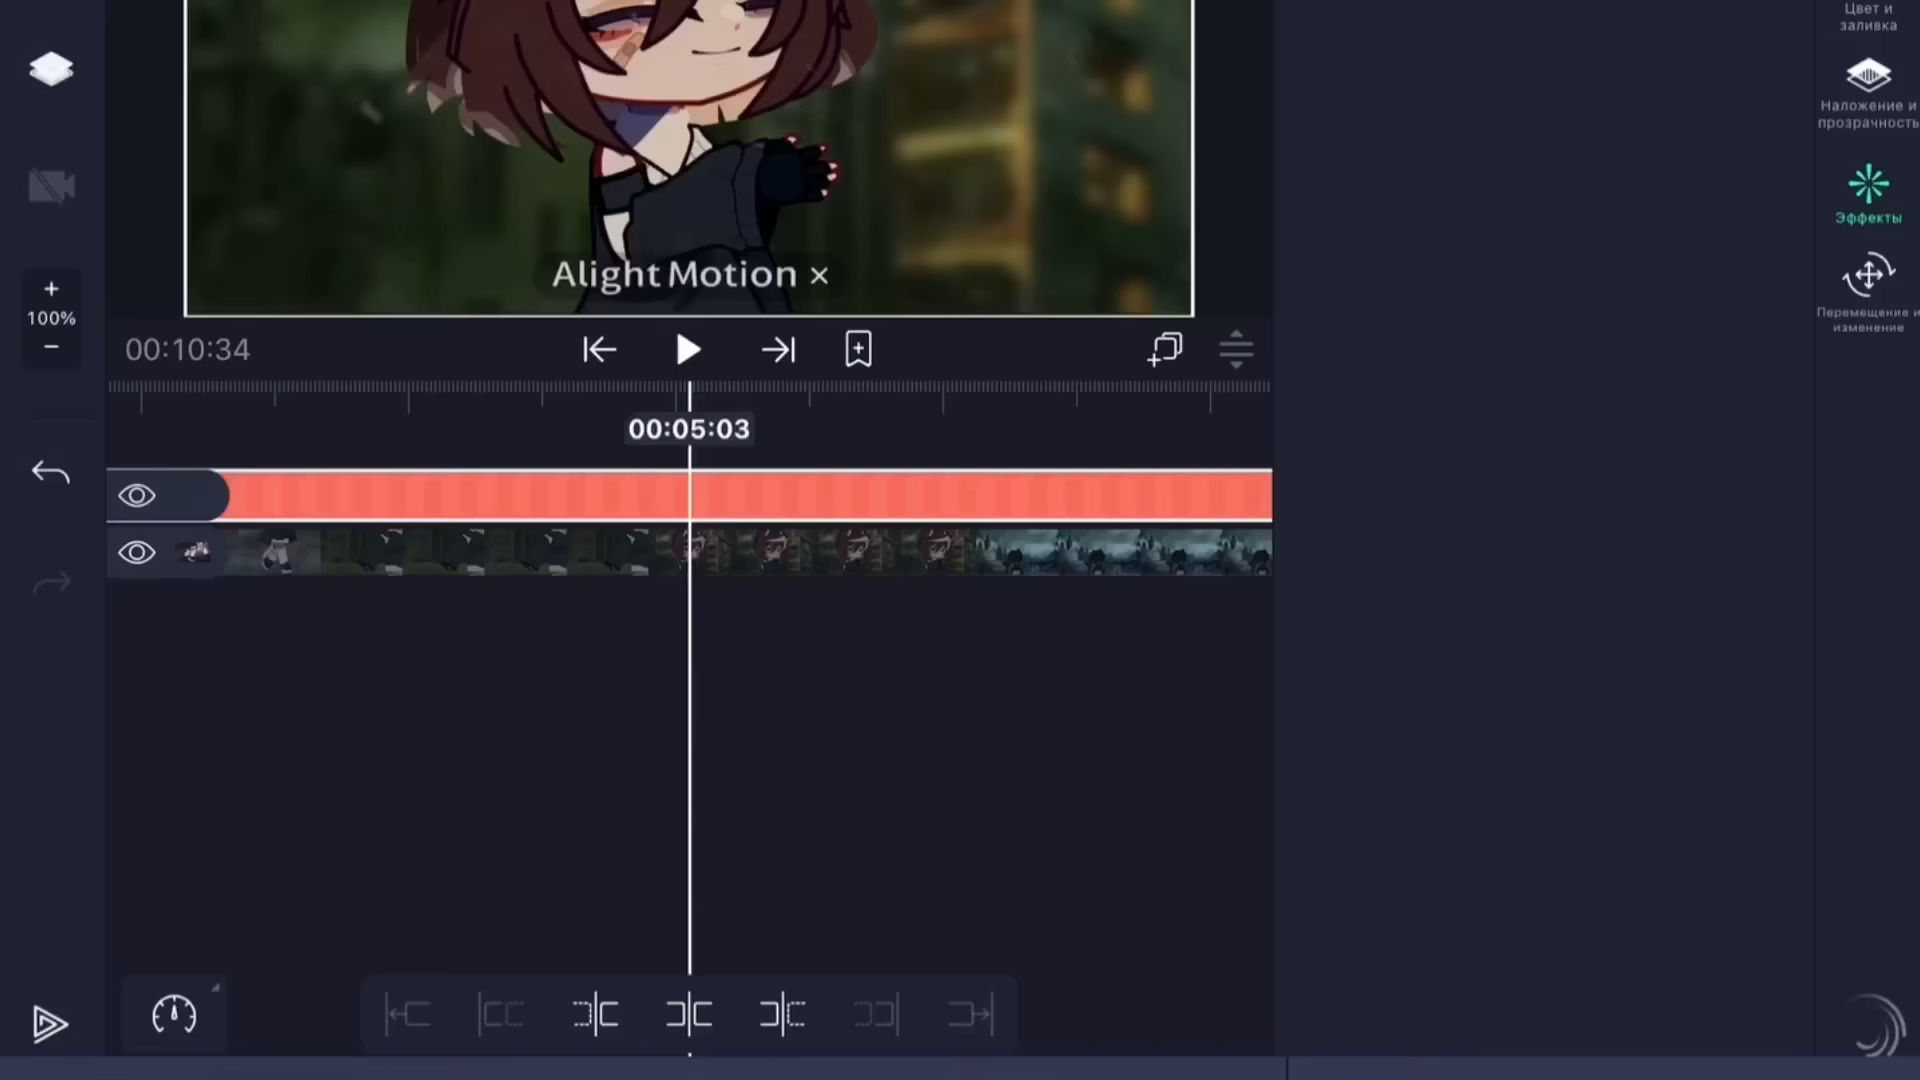 Цвет и
заливка
Наложение и
прозрачность
Эффекты
Перемещение и
изменение
+
100%
−
Alight Motion ×
00:10:34
00:05:03